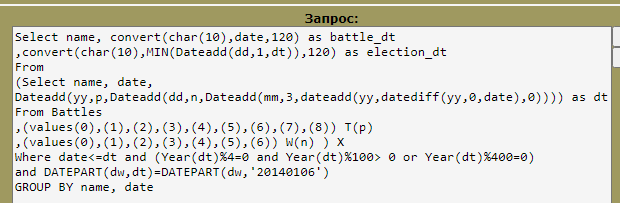 Запрос:
Select name, convert(char(10),date,120) as battle_dt
,convert(char(10),MIN(Dateadd(dd,1,dt)),120) as election_dt
From
(Select name, date,
Dateadd(yy,p,Dateadd(dd,n,Dateadd(mm,3,dateadd(yy,datediff(yy,0,date),0)))) as dt
From Battles
,(values(0),(1),(2),(3),(4),(5),(6),(7),(8)) T(p)
,(values(0),(1),(2),(3),(4),(5),(6)) W(n) ) X
Where date<=dt and (Year(dt)%4=0 and Year(dt)%100> 0 or Year(dt)%400=0)
and DATEPART(dw,dt)=DATEPART(dw,'20140106')
GROUP BY name, date